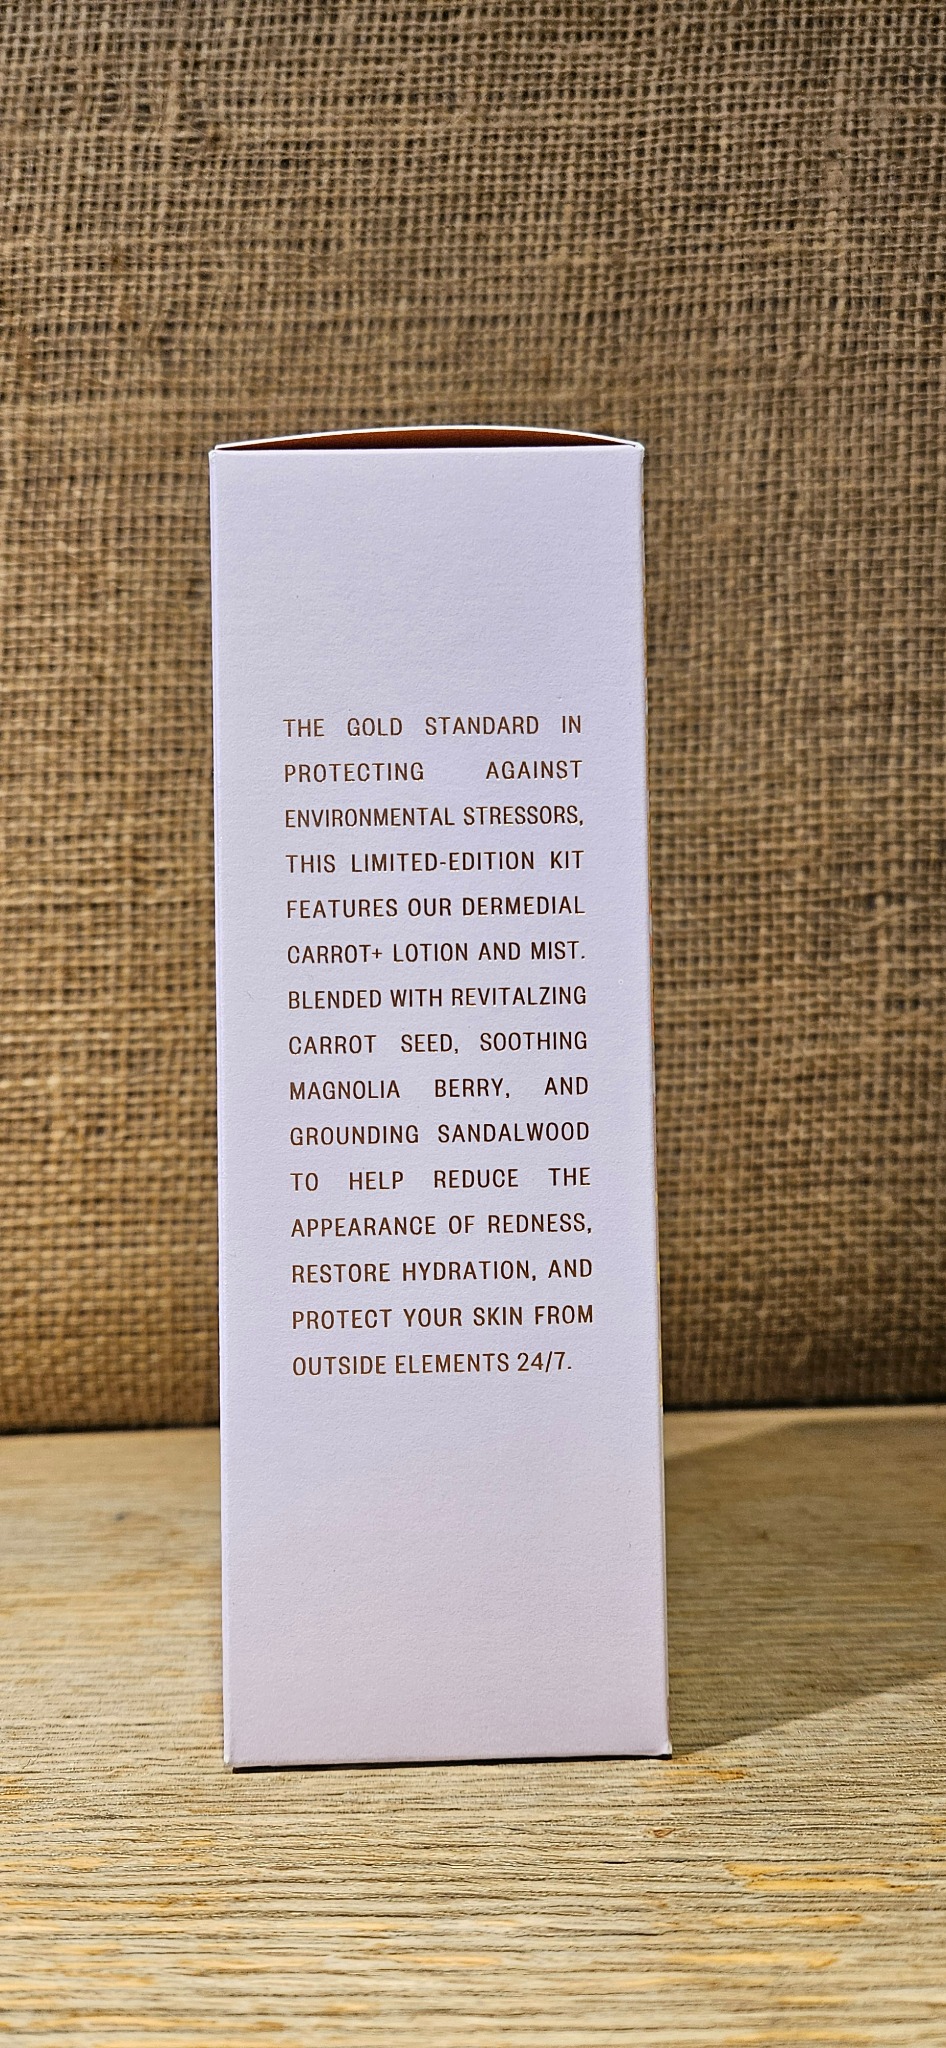 THE GOLD STANDARD IN
PROTECTING AGAINST
ENVIRONMENTAL STRESSORS,
THIS LIMITED-EDITION KIT
FEATURES OUR DERMEDIAL
CARROT+ LOTION AND MIST.
BLENDED WITH REVITALZING
CARROT SEED, SOOTHING
MAGNOLIA BERRY, AND
GROUNDING SANDALWOOD
TO HELP REDUCE THE
APPEARANCE OF REDNESS,
RESTORE HYDRATION, AND
PROTECT YOUR SKIN FROM
OUTSIDE ELEMENTS 24/7.